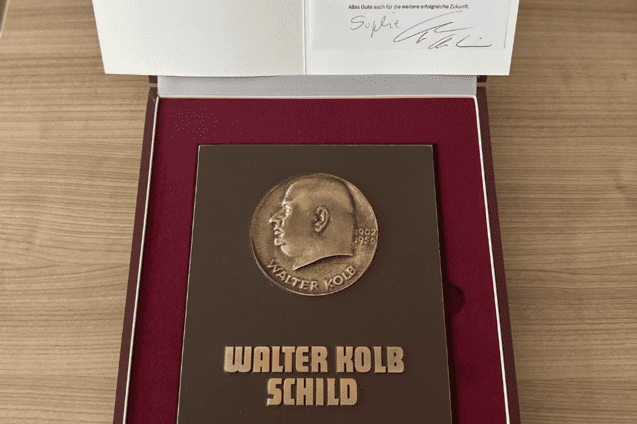 Alles Gute auch für die weitere erfolgreiche Zukunft,
Sophie
1902
1956
WALTER KOLB
WALTER KOLB
SCHILD